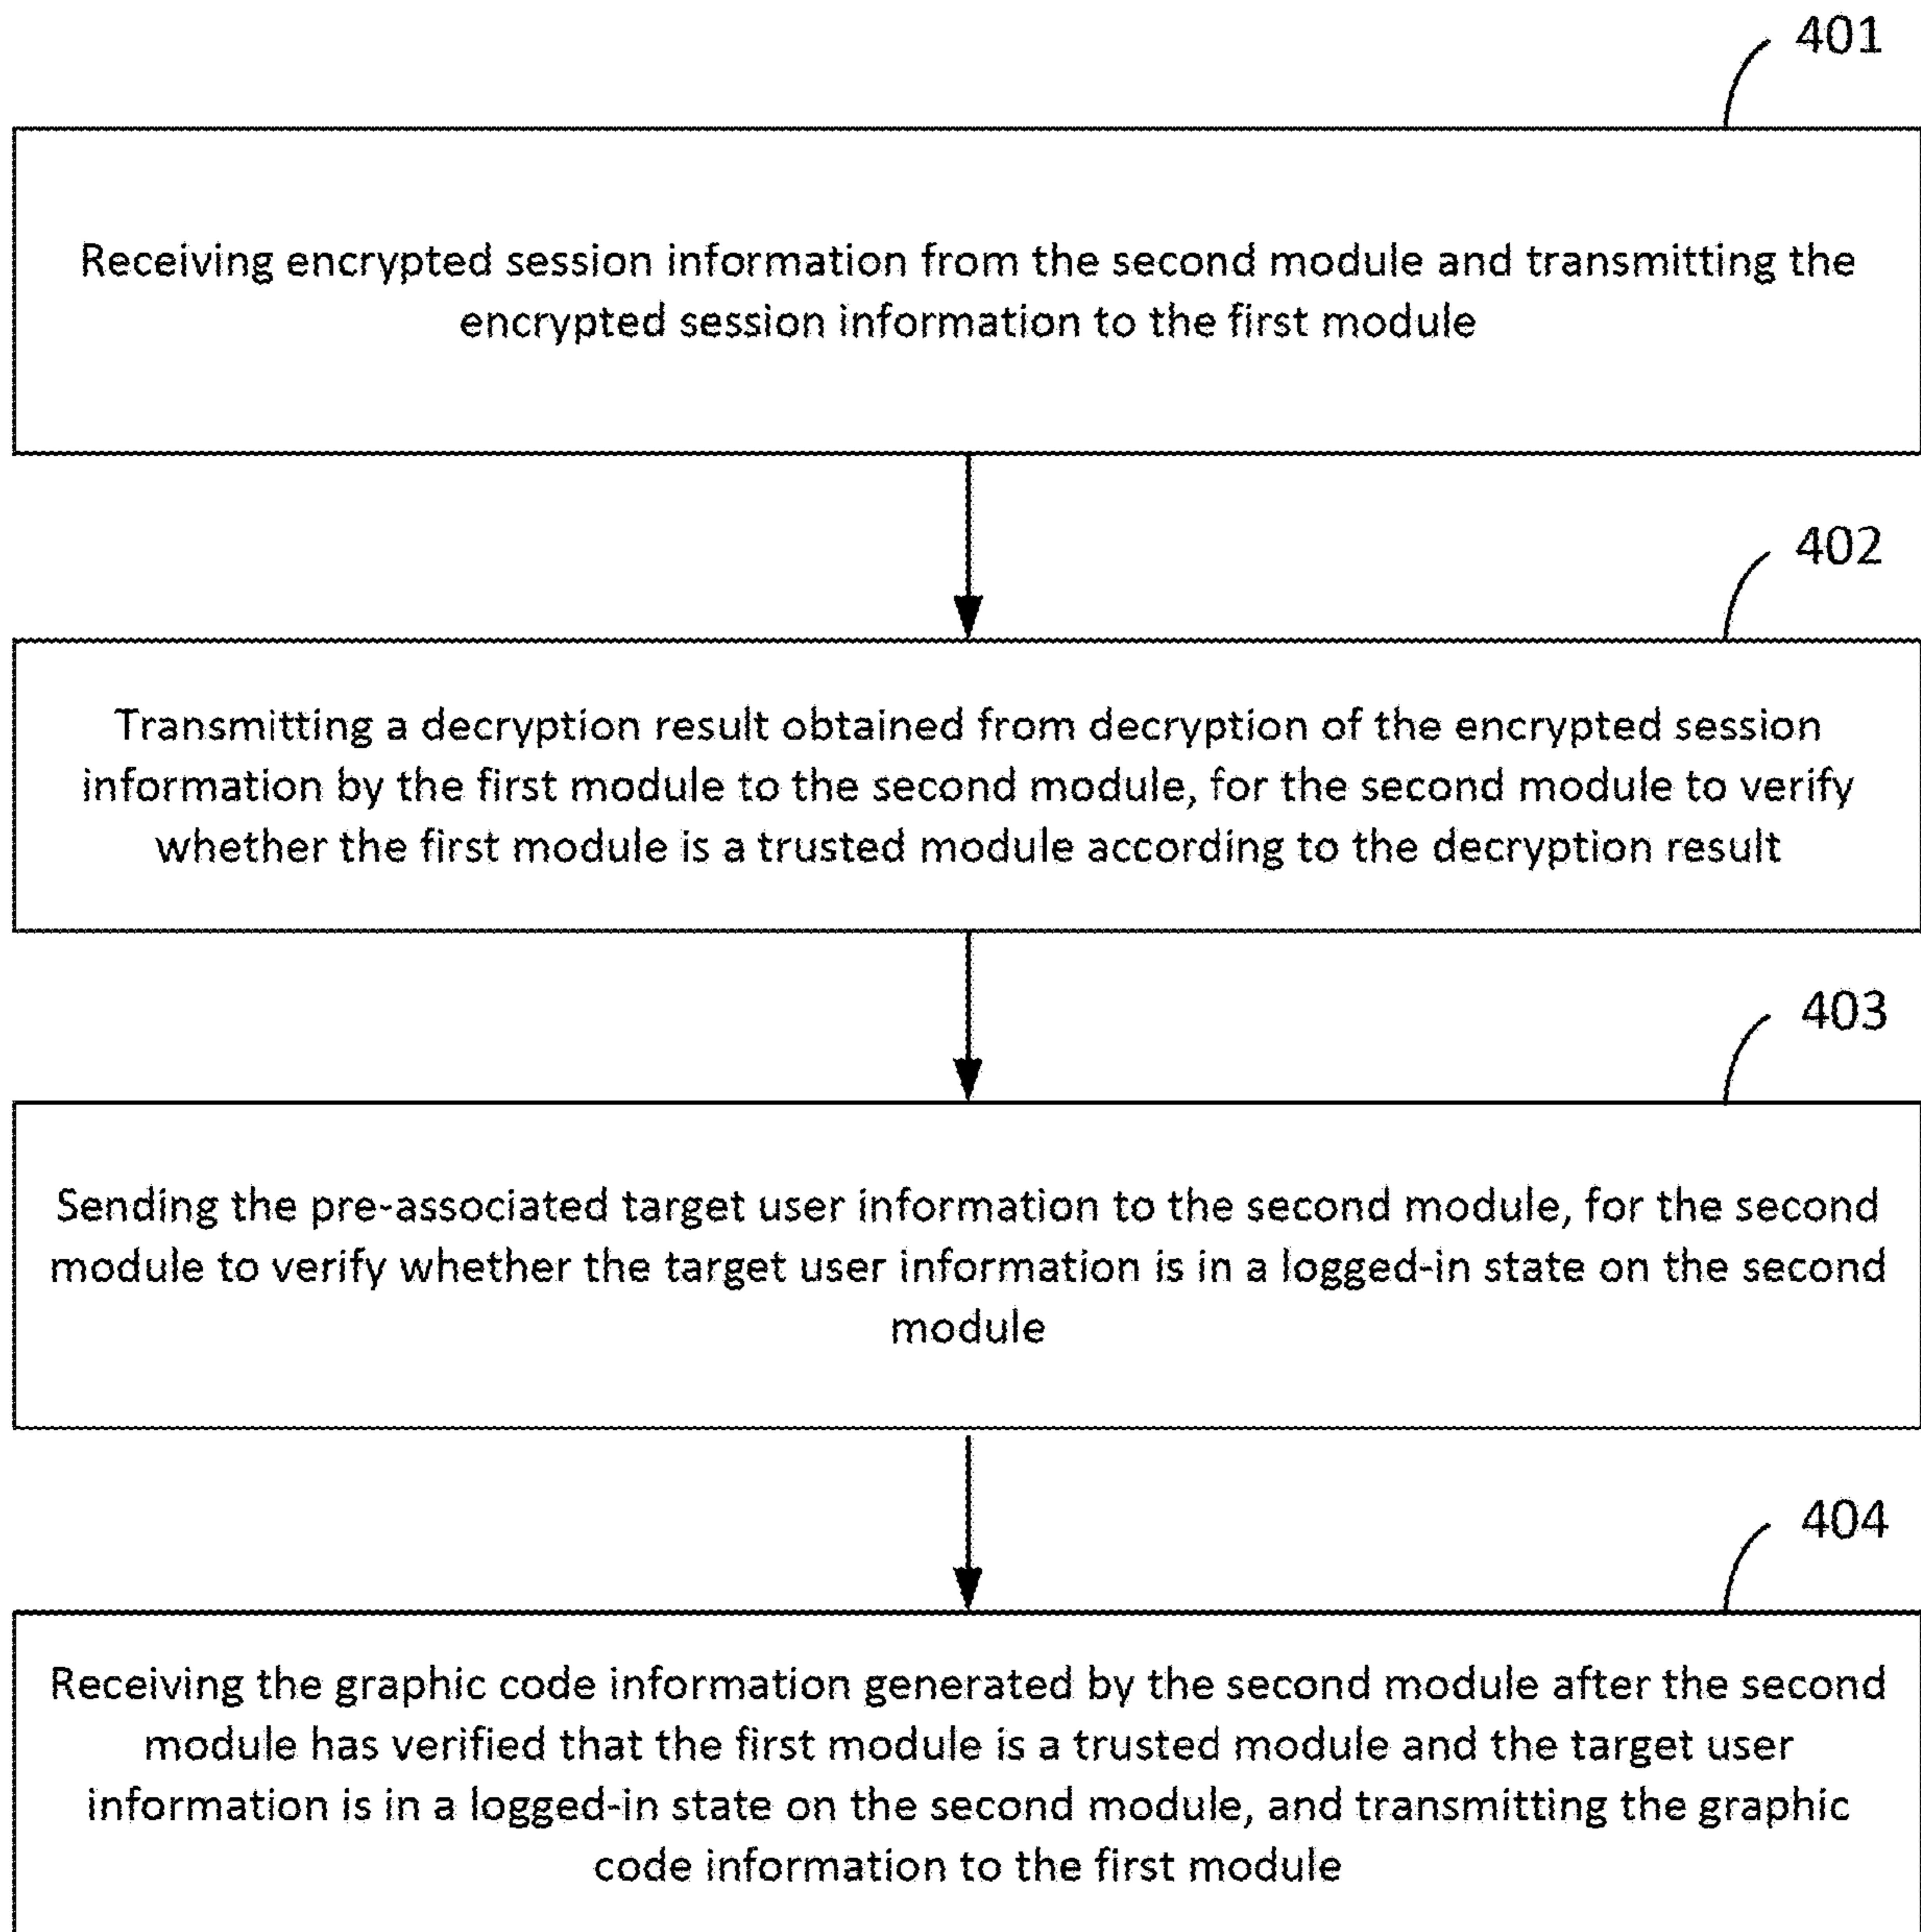 401
Receiving encrypted session information from the second module and transmitting the
encrypted session information to the first module
402
Transmitting a decryption result obtained from decryption of the encrypted session
information by the first module to the second module, for the second module to verify
whether the first module is a trusted module according to the decryption result
403
Sending the pre-associated target user information to the second module, for the second
module to verify whether the target user information is in a logged-in state on the second
module
404
Receiving the graphic code information generated by the second module after the second
module has verified that the first module is a trusted module and the target user
information is in a logged-in state on the second module, and transmitting the graphic
code information to the first module